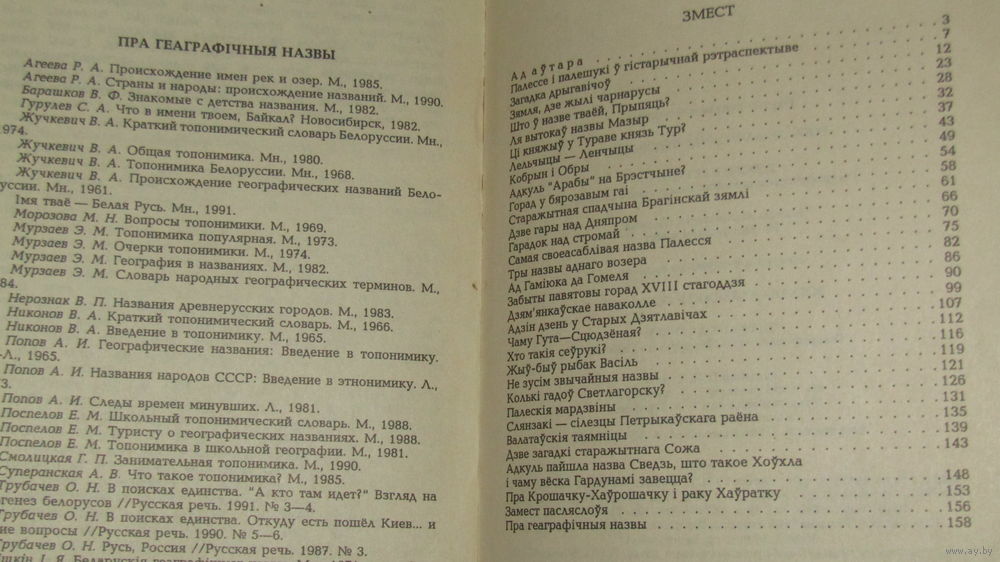 ПРА ГЕАГРАФІЧНЫЯ НАЗВЫ
Агеева Р. А. Происхождение имен рек и озер. М., 1985.
Агеева Р. А. Страны и народы: происхождение названий. М., 1990.
Барашков В. Ф. Знакомые с детства названия. М., 1982.
Гурулев С. А. Что в имени твоем, Байкал? Новосибирск, 1982.
Жучкевич В. А. Краткий топонимический словарь Белоруссии. Мн.,
974.
Жучкевич В. А. Общая топонимика. Мн., 1980.
Жучкевич В. А. Топонимика Белоруссии. Мн., 1968.
Жучкевич В. А. Происхождение географических названий Бело-
руссии. Мн., 1961.
Імя тваё — Белая Русь. Мн., 1991.
Морозова М. Н. Вопросы топонимики. М., 1969.
Мурзаев Э. М. Топонимика популярная. М., 1973.
Мурзаев Э. М. Очерки топонимики. М., 1974.
Мурзаев Э. М. География в названиях. М., 1982.
Мурзаев Э. М. Словарь народных географических терминов. М.,
84.
Нерознак В. П. Названия древнерусских городов. М., 1983.
Никонов В. А. Краткий топонимический словарь. М., 1966.
Никонов В. А. Введение в топонимику. М., 1965.
Попов А. И. Географические названия: Введение в топонимику.
-Л., 1965.
Попов А. И. Названия народов СССР: Введение в этнонимику. Л.,
73.
Попов А. И. Следы времен минувших. Л., 1981.
Поспелов Е. М. Школьный топонимический словарь. М., 1988.
Поспелов Е. М. Туристу о географических названиях. М., 1988.
Поспелов Е. М. Топонимика в школьной географии. М., 1981.
Смолицкая Г. П. Занимательная топонимика. М., 1990.
Суперанская А. В. Что такое топонимика? М., 1985.
Трубачев О. Н. В поисках единства. "А кто там идет?" Взгляд на
огенез белорусов //Русская речь. 1991. № 3—4.
Трубачев О. Н. В поисках единства. Откуду есть пошёл Киев... и
ие вопросы //Русская речь. 1990. № 5—6.
Трубачев О. Н. Русь, Россия //Русская речь. 1987. № 3.
ЗМЕСТ
Ад аўтара 3
Палессе і палешукі ў гістарычнай рэтраспектыве 7
Загадка дрыгавічоў 12
Зямля, дзе жылі чарнарусы 23
Што ў назве тваёй, Прыпяць? 28
Ля вытокаў назвы Мазыр 32
Ці княжыў у Тураве князь Тур? 37
Лельчыцы — Ленчыцы 43
Кобрын і Обры 49
Адкуль "Арабы" на Брэстчыне? 54
Горад у бярозавым гаі 58
Старажытная спадчына Брагінскай зямлі 61
Дзве гары над Дняпром 66
Гарадок над стромай 70
Самая своеасаблівая назва Палесся 75
Тры назвы аднаго возера 82
Ад Гаміюка да Гомеля 86
Забыты павятовы горад XVIII стагоддзя 90
Дзям'янкаўскае наваколле 99
Адзін дзень у Старых Дзятлавічах 107
Чаму Гута—Сцюдзёная? 112
Хто такія сеўрукі? 116
Жыў-быў рыбак Васіль 119
Не зусім звычайныя назвы 121
Колькі гадоў Светлагорску? 126
Палескія мардзвіны 131
Слянзакі — сілезцы Петрыкаўскага раёна 135
Валатаўскія таямніцы 139
Дзве загадкі старажытнага Сожа 143
Адкуль пайшла назва Сведзь, што такое Хоўхла
і чаму вёска Гардунамі завецца? 148
Пра Крошачку-Хаўрошачку і раку Хаўратку 153
Замест пасляслоўя 156
Пра геаграфічныя назвы 158
www.ay.by